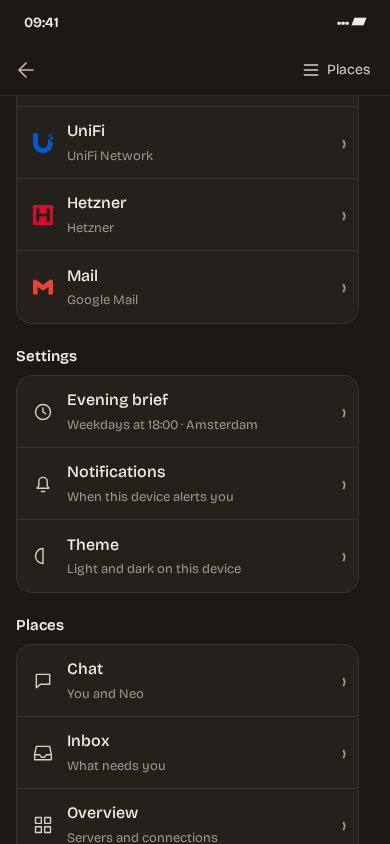 09:41
Places
UniFi
UniFi Network
Hetzner
Hetzner
Mail
Google Mail
Settings
Evening brief
Weekdays at 18:00 · Amsterdam
Notifications
When this device alerts you
Theme
Light and dark on this device
Places
Chat
You and Neo
Inbox
What needs you
Overview
Servers and connections